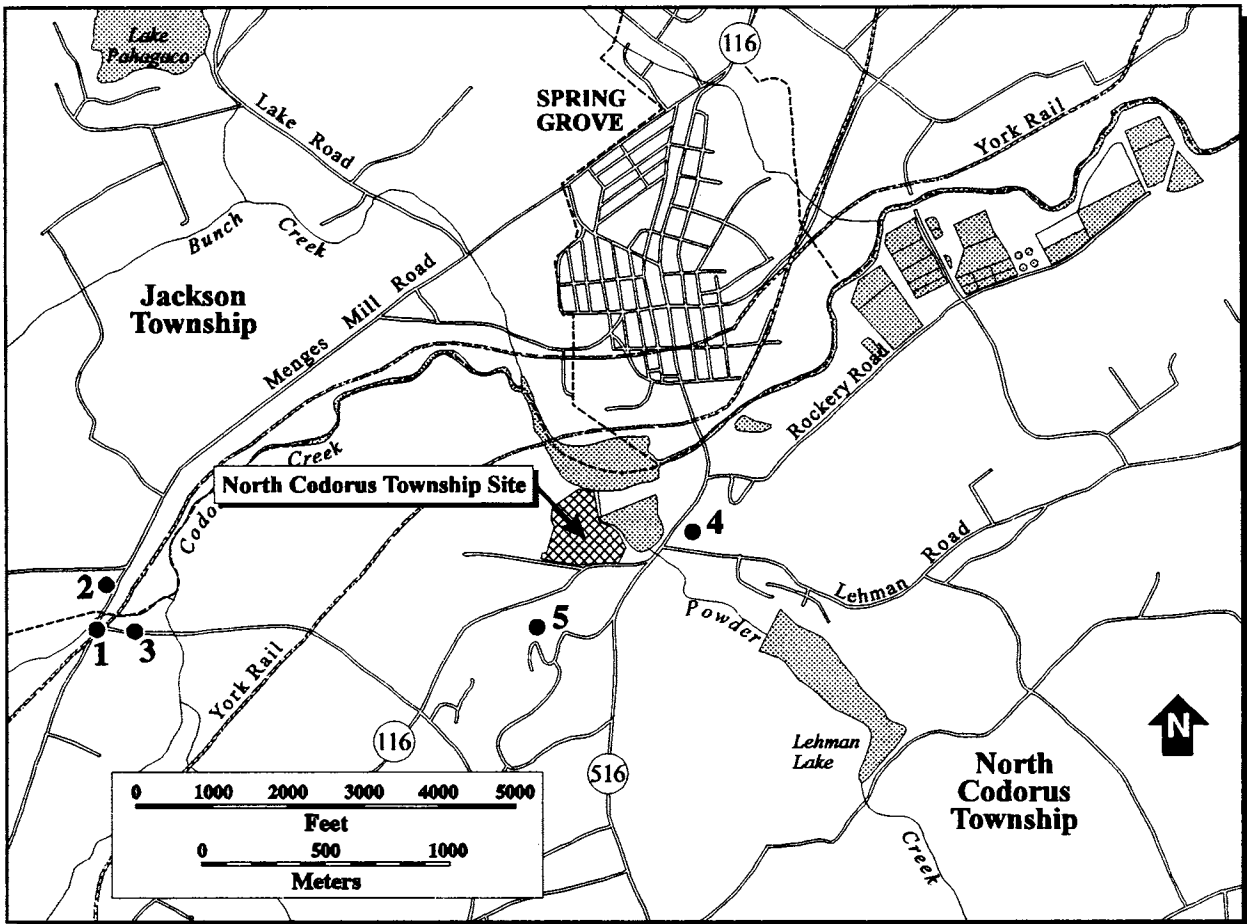 Lake
Pahagaco
116
SPRING
GROVE
Lake Road
York Rail
Bunch Creek
Jackson
Township
Menges Mill Road
Rockery Road
Creek
North Codorus Township Site
Codo
4
Lehman Road
2
Powder
5
1
3
York Rail
116
Lehman
Lake
N
516
North
Codorus
Township
0 1000 2000 3000 4000 5000
Feet
0 500 1000
Meters
Creek